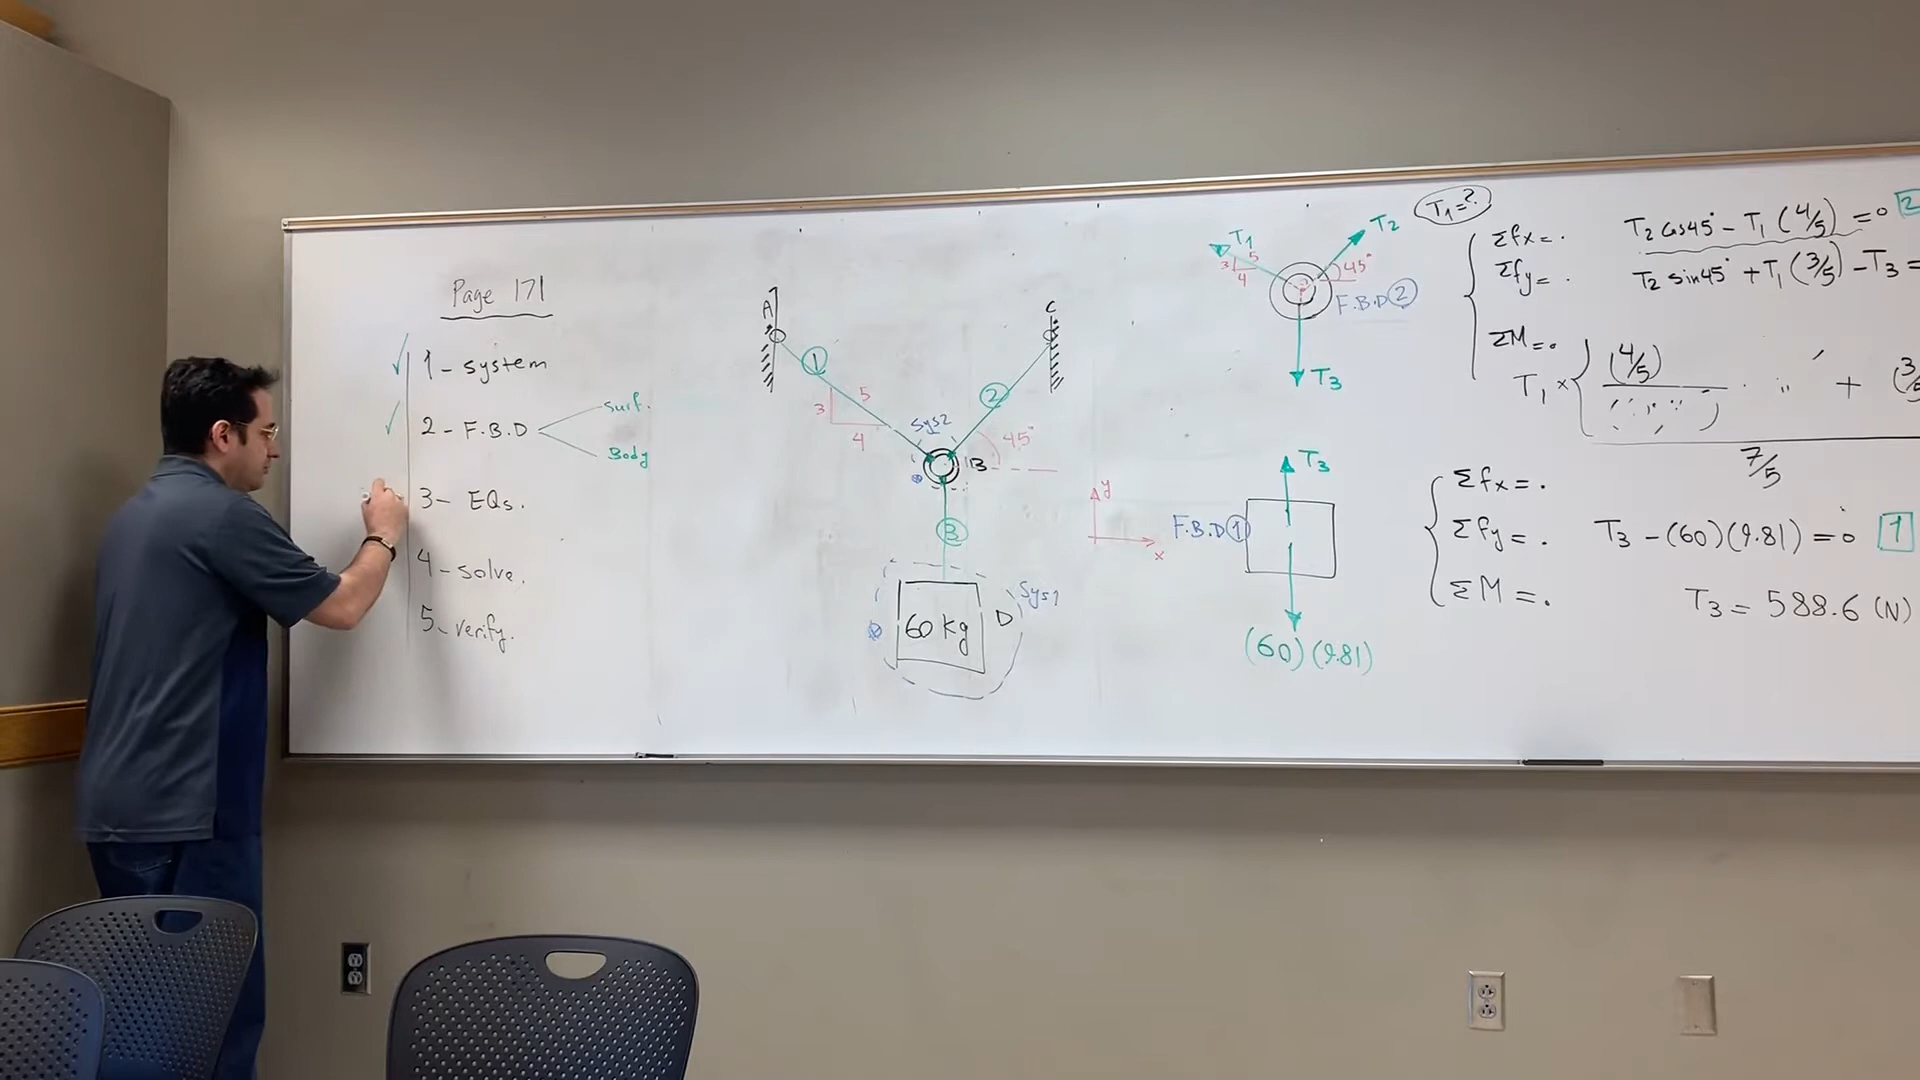 Page 171
1 - system
2 - F.B.D
Surf.
Body
3 - EQs.
4 - solve.
5 - verify.
A
C
1
2
3
5
4
Sys2
45°
B
3
60 kg
D
Sys1
y
x
T1
3
5
4
T2
45°
F.B.D 2
T3
T3
F.B.D 1
(60)(9.81)
T1 = ?
Σfx = .
T2 cos45° - T1 (4/5) = 0
2
Σfy = .
T2 sin45° + T1 (3/5) - T3 =
ΣM = .
T1 ×
(4/5)
+
7/5
Σfx = .
Σfy = .
T3 - (60)(9.81) = 0
1
ΣM = .
T3 = 588.6 (N)